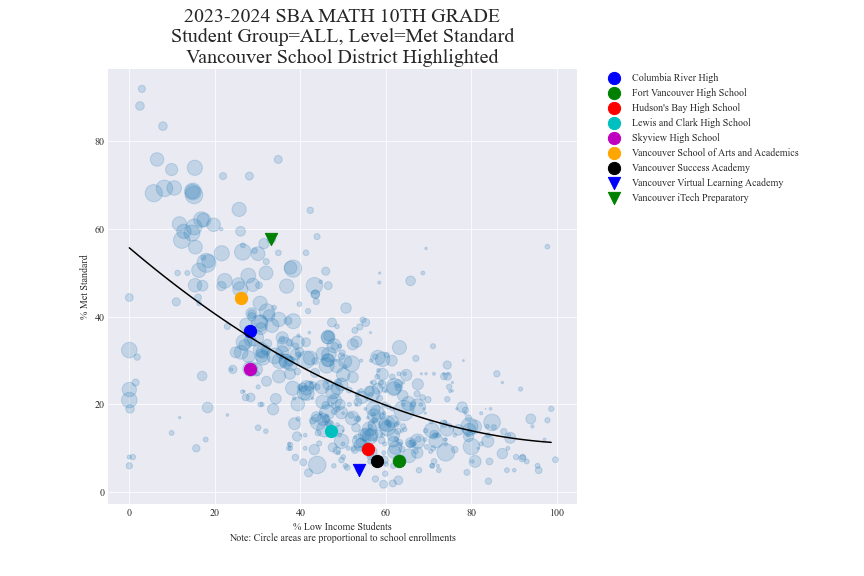 2023-2024 SBA MATH 10TH GRADE
Student Group=ALL, Level=Met Standard
Vancouver School District Highlighted
Columbia River High
Fort Vancouver High School
Hudson's Bay High School
Lewis and Clark High School
Skyview High School
Vancouver School of Arts and Academics
Vancouver Success Academy
Vancouver Virtual Learning Academy
Vancouver iTech Preparatory
% Met Standard
80
60
40
20
0
0 20 40 60 80 100
% Low Income Students
Note: Circle areas are proportional to school enrollments